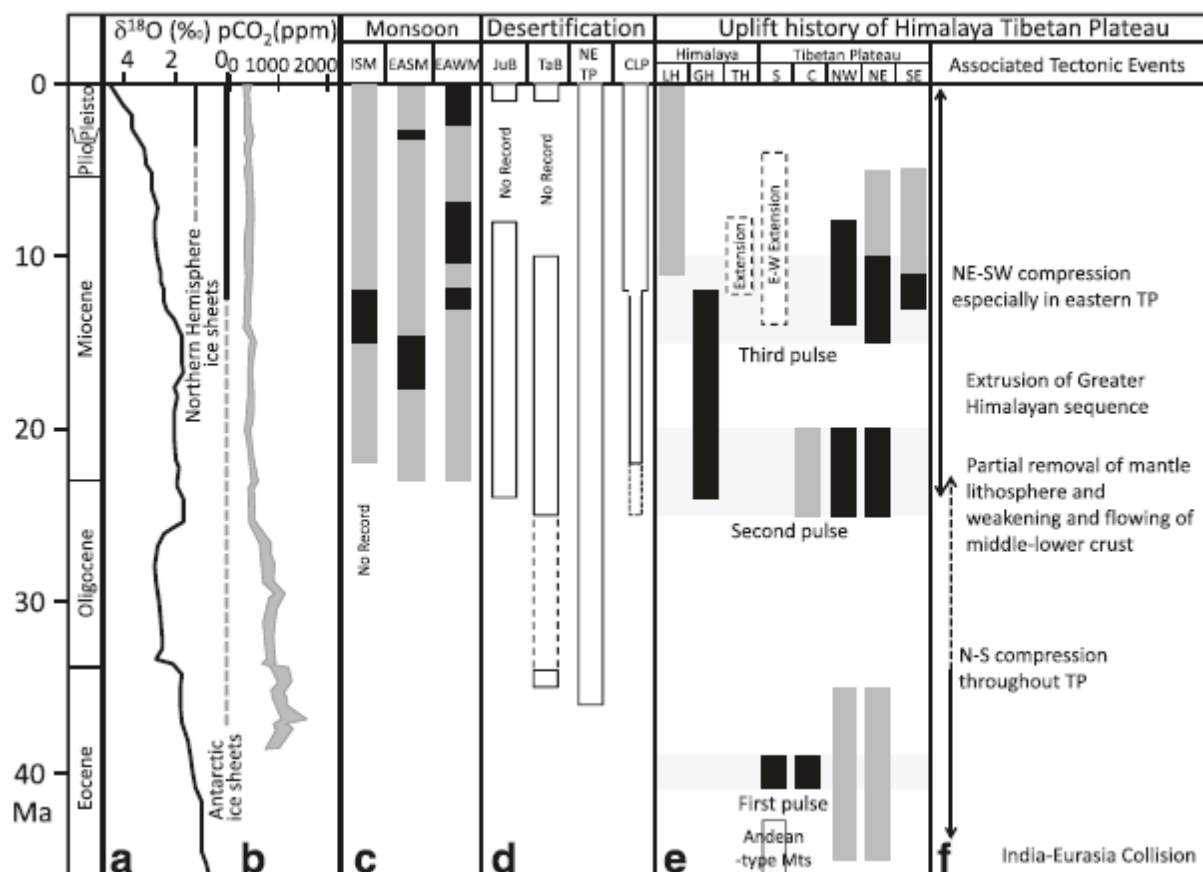 δ18O (‰) pCO2(ppm) Monsoon Desertification Uplift history of Himalaya Tibetan Plateau
4 2 0 0 1000 2000
ISM EASM EAWM JuB TaB NE TP CLP
Himalaya Tibetan Plateau
LH GH TH S C NW NE SE
Associated Tectonic Events
0
10
20
30
40
Ma
Pleisto
Plio
Miocene
Oligocene
Eocene
Northern Hemisphere
ice sheets
Antarctic
ice sheets
No Record
No Record
No Record
Extension
E-W Extension
Third pulse
Second pulse
First pulse
Andean
-type Mts
NE-SW compression
especially in eastern TP
Extrusion of Greater
Himalayan sequence
Partial removal of mantle
lithosphere and
weakening and flowing of
middle-lower crust
N-S compression
throughout TP
India-Eurasia Collision
a b c d e f